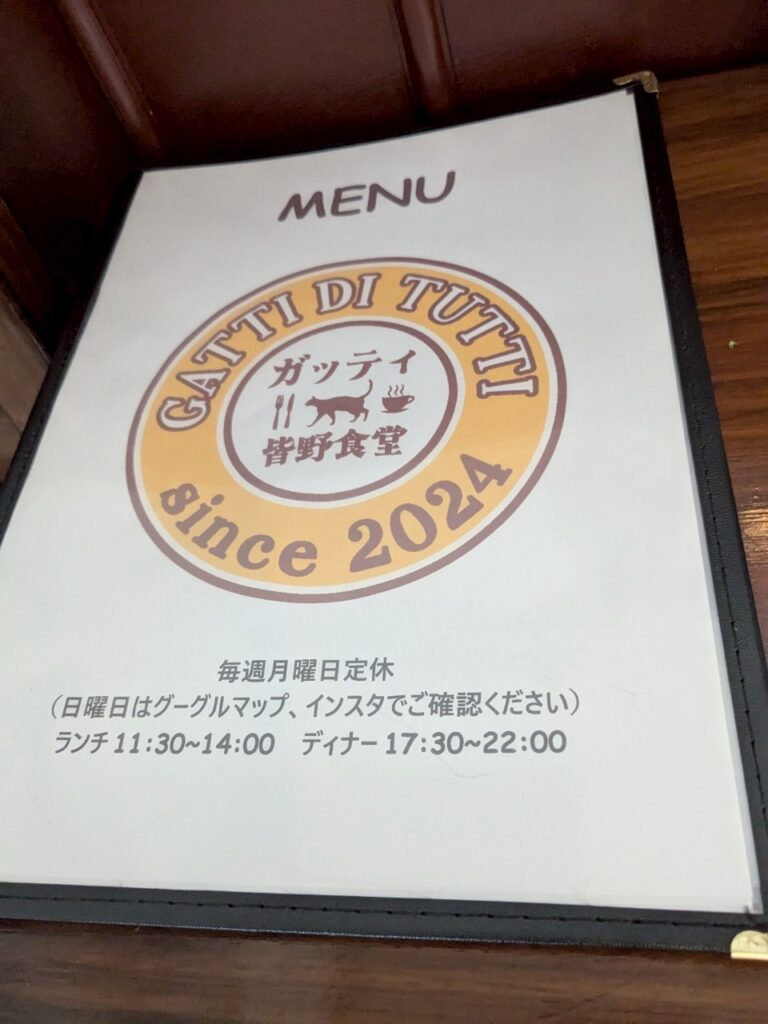 MENU
GATTI DI TUTTI
ガッティ
皆野食堂
since 2024
毎週月曜日定休
（日曜日はグーグルマップ、インスタでご確認ください）
ランチ 11:30~14:00　ディナー 17:30~22:00